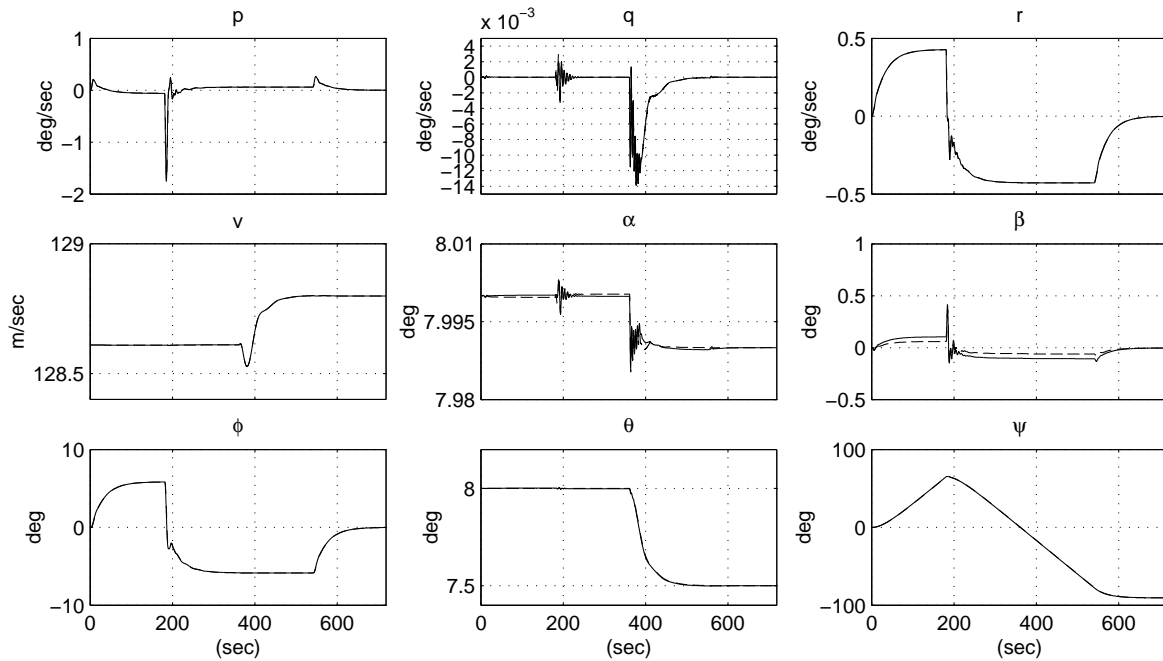 p
q
r
x 10⁻³
1
0
−1
−2
deg/sec
4
2
0
−2
−4
−6
−8
−10
−12
−14
deg/sec
0.5
0
−0.5
deg/sec
v
α
β
129
128.5
m/sec
8.01
7.995
7.98
deg
1
0.5
0
−0.5
deg
ϕ
θ
ψ
10
0
−10
deg
8
7.5
deg
100
0
−100
deg
0 200 400 600
0 200 400 600
0 200 400 600
(sec)
(sec)
(sec)